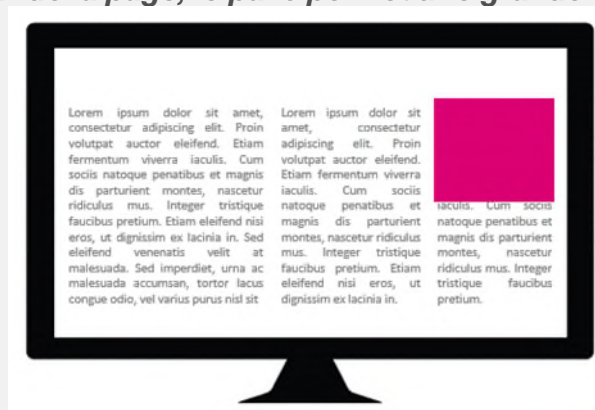 Lorem ipsum dolor sit amet,
consectetur adipiscing elit. Proin
volutpat auctor eleifend. Etiam
fermentum viverra iaculis. Cum
sociis natoque penatibus et magnis
dis parturient montes, nascetur
ridiculus mus. Integer tristique
faucibus pretium. Etiam eleifend nisi
eros, ut dignissim ex lacinia in. Sed
eleifend venenatis velit at
malesuada. Sed imperdiet, urna ac
malesuada accumsan, tortor lacus
congue odio, vel varius purus nisl sit
Lorem ipsum dolor sit
amet, consectetur
adipiscing elit. Proin
volutpat auctor eleifend.
Etiam fermentum viverra
iaculis. Cum sociis
natoque penatibus et
magnis dis parturient
montes, nascetur ridiculus
mus. Integer tristique
faucibus pretium. Etiam
eleifend nisi eros, ut
dignissim ex lacinia in.
iaculis. Cum sociis
natoque penatibus et
magnis dis parturient
montes, nascetur
ridiculus mus. Integer
tristique faucibus
pretium.